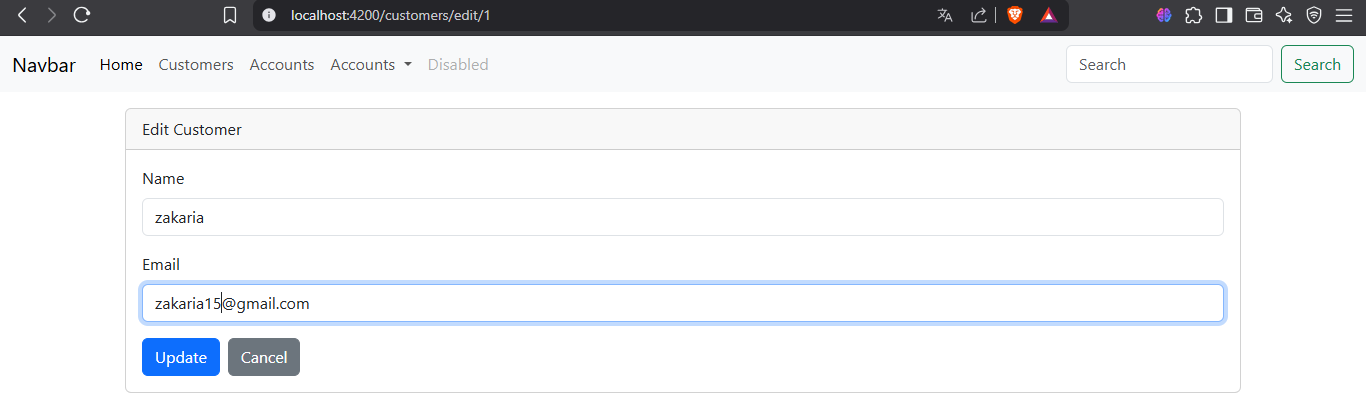 localhost:4200/customers/edit/1
Navbar Home Customers Accounts Accounts Disabled Search Search
Edit Customer
Name
zakaria
Email
zakaria15@gmail.com
Update Cancel